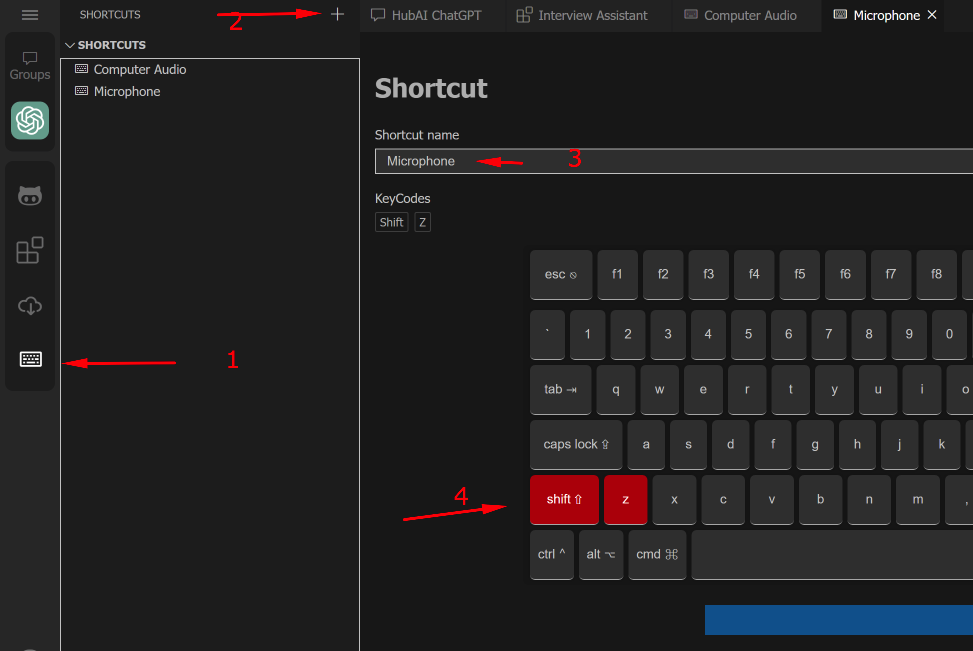 SHORTCUTS 2
HubAI ChatGPT Interview Assistant Computer Audio Microphone
SHORTCUTS
Groups
Computer Audio
Microphone
Shortcut
Shortcut name
Microphone 3
KeyCodes
Shift Z
esc f1 f2 f3 f4 f5 f6 f7 f8
` 1 2 3 4 5 6 7 8 9 0
tab ⇥ q w e r t y u i o
caps lock ⇪ a s d f g h j k
1
4
shift ⇧ z x c v b n m ,
ctrl ^ alt ⌥ cmd ⌘